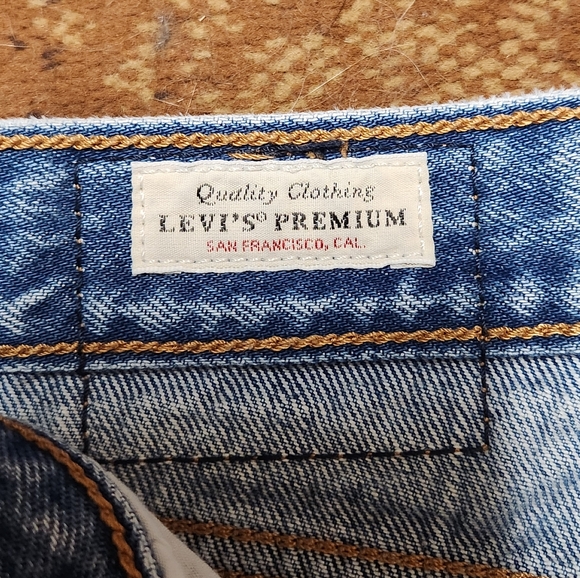 Quality Clothing
LEVI'S® PREMIUM
SAN FRANCISCO, CAL.